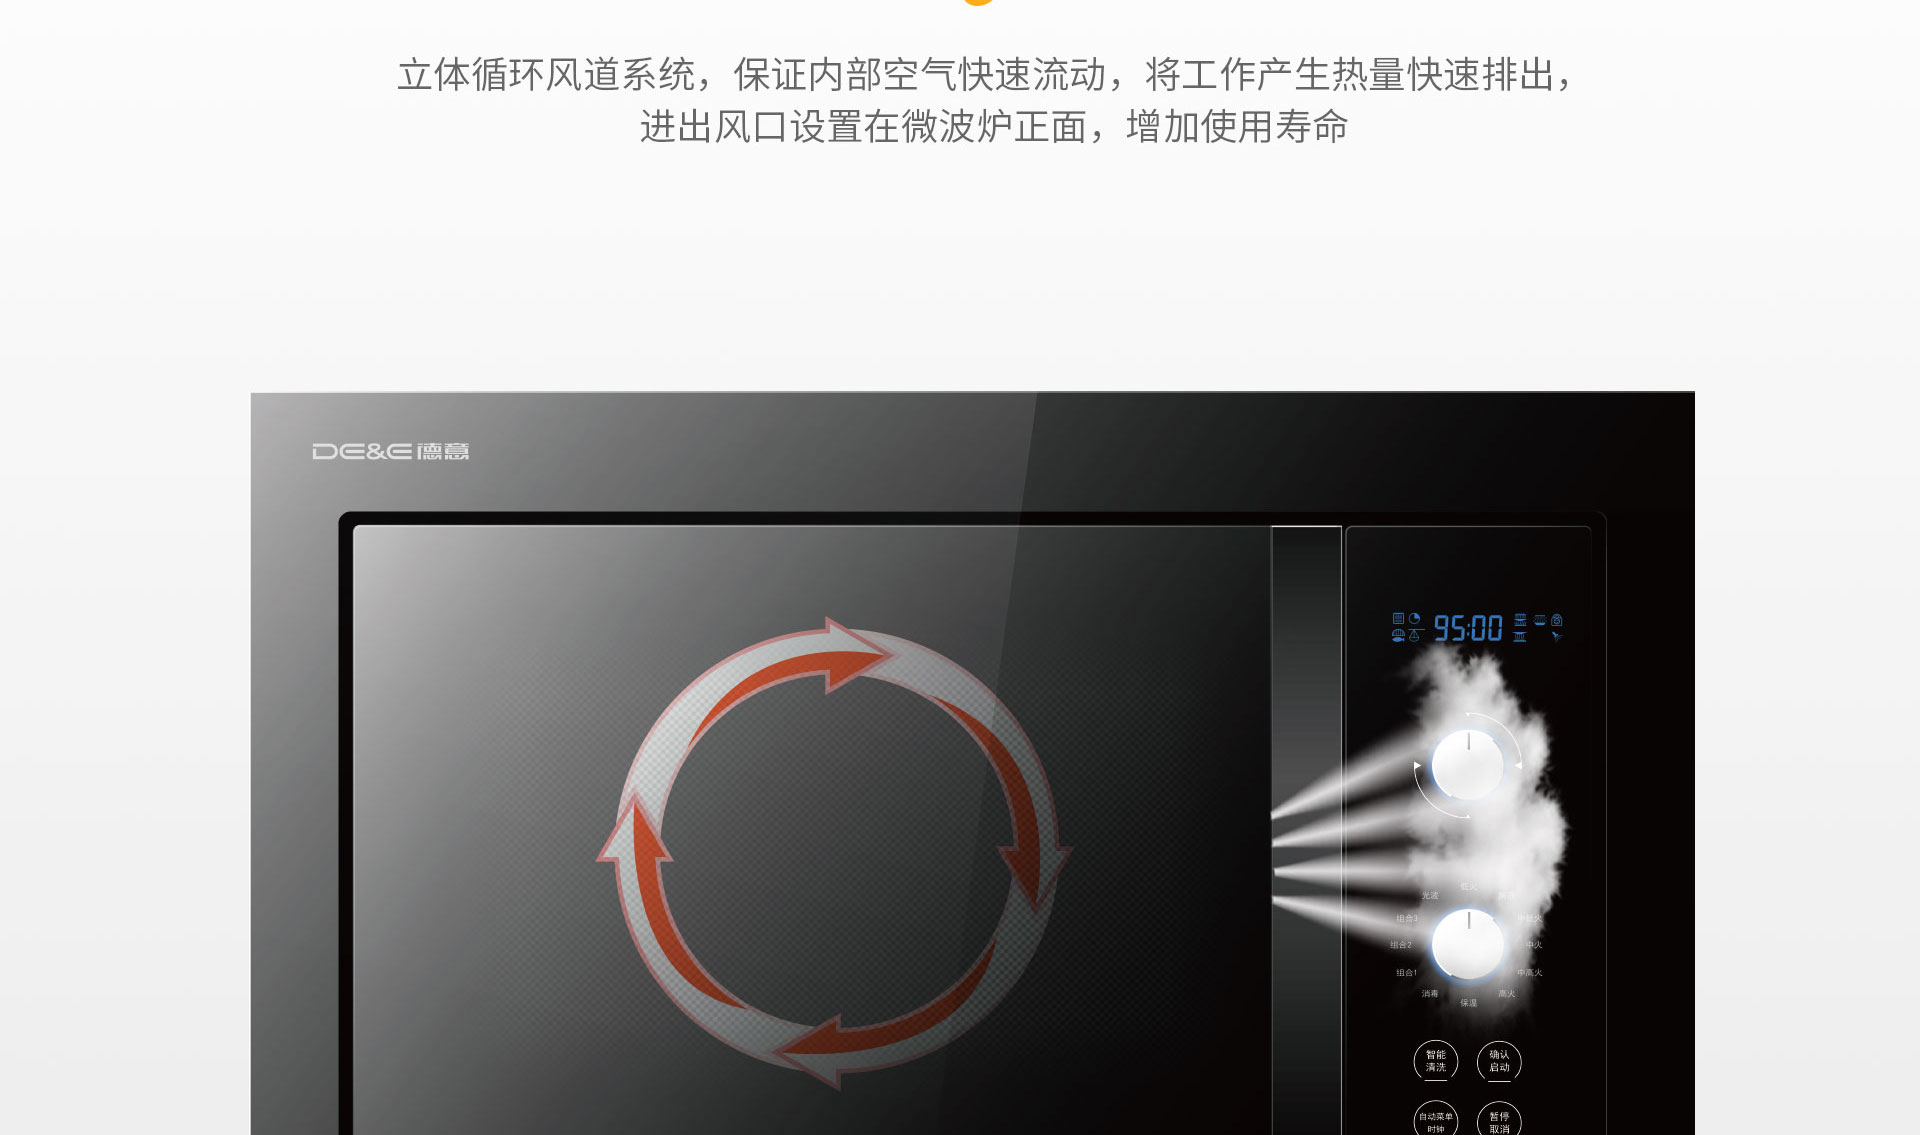 立体循环风道系统，保证内部空气快速流动，将工作产生热量快速排出，
进出风口设置在微波炉正面，增加使用寿命
DE&E 德意
95:00
低火
光波
组合3
中低火
组合2
中火
组合1
中高火
消毒
高火
保温
智能
清洗
确认
启动
自动菜单
时钟
暂停
取消